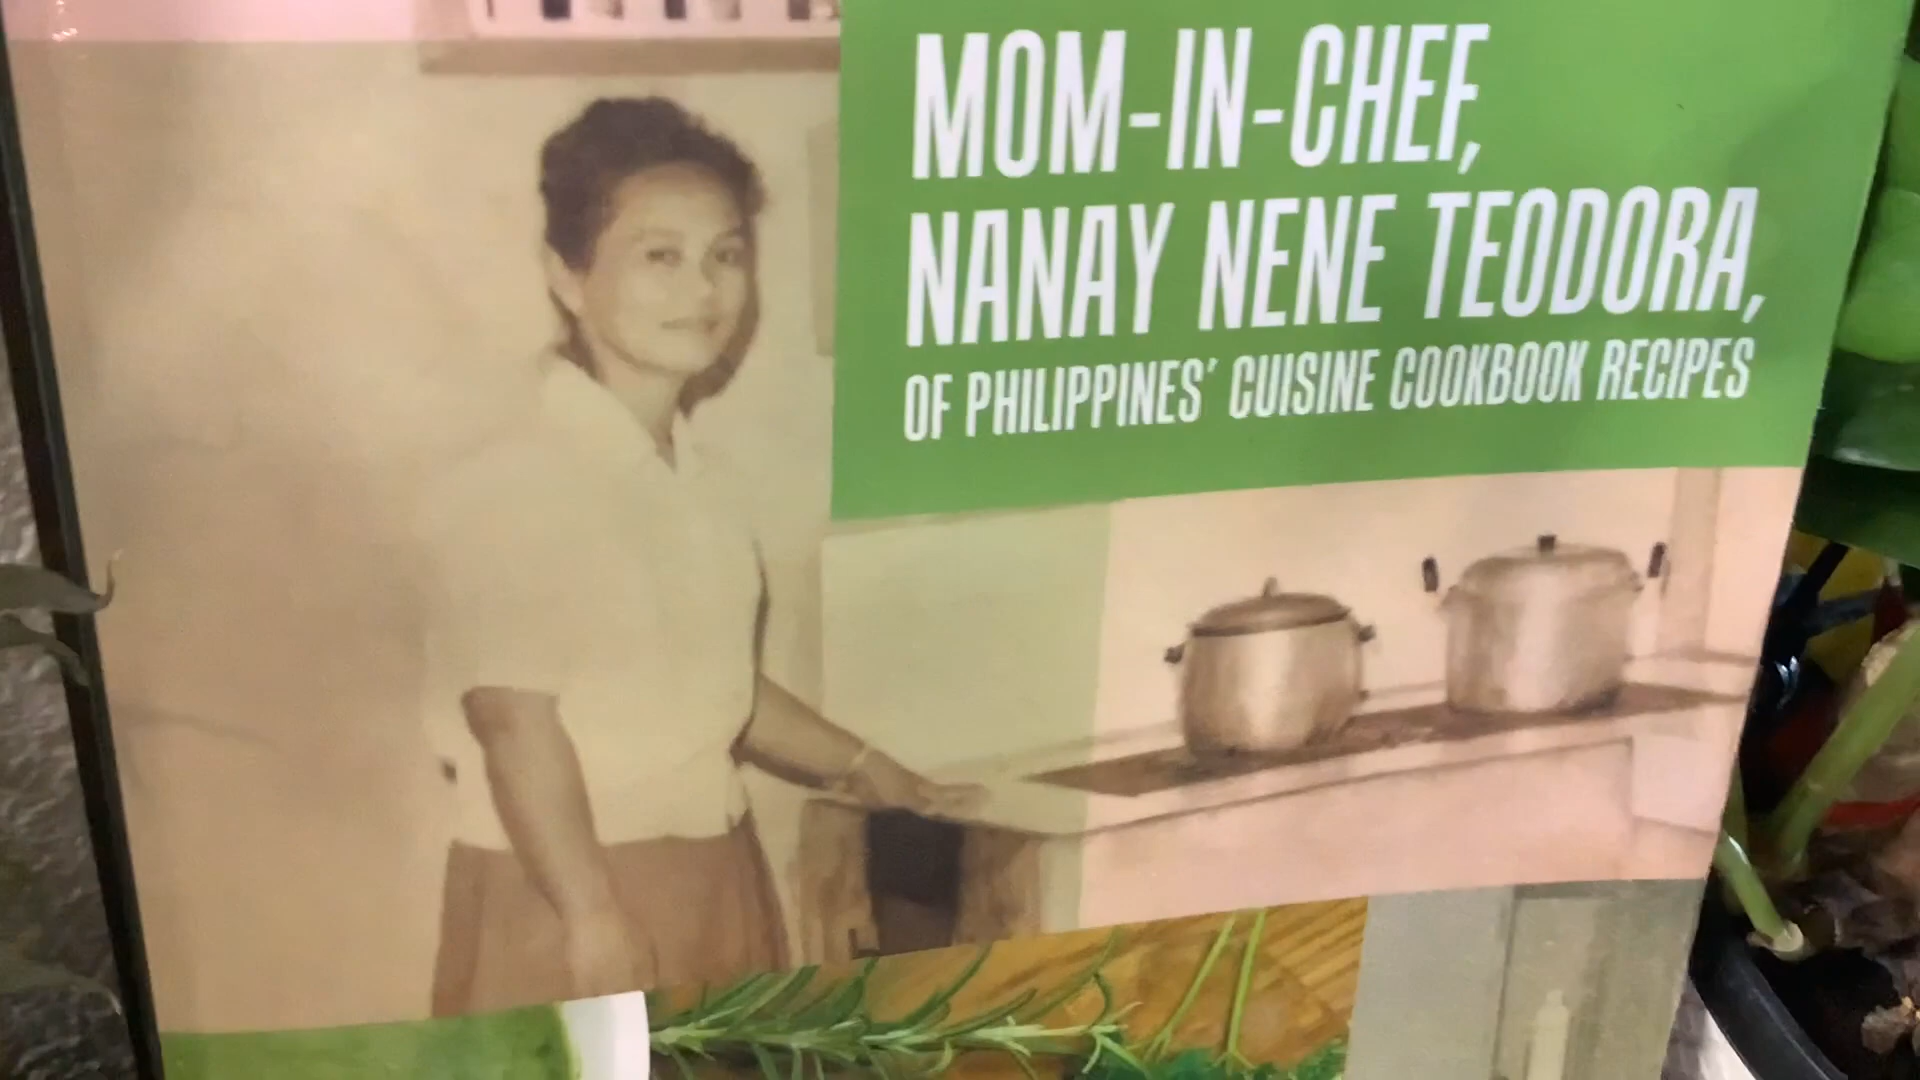 MOM-IN-CHEF,
NANAY NENE TEODORA,
OF PHILIPPINES' CUISINE COOKBOOK RECIPES